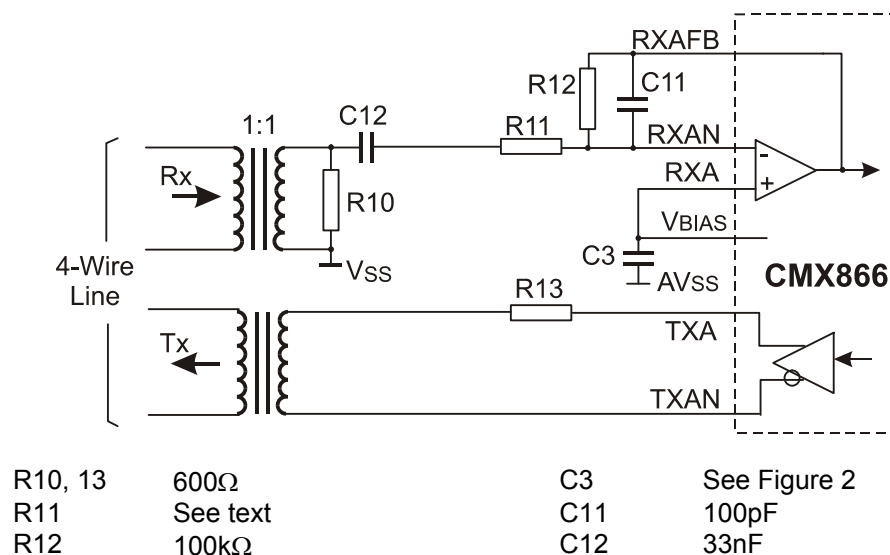 RXAFB
R12
C11
1:1
C12
R11
RXAN
-
Rx
R10
RXA
+
VBIAS
C3
VSS
AVSS
CMX866
4-Wire
Line
R13
Tx
TXA
TXAN
R10, 13 600Ω C3 See Figure 2
R11 See text C11 100pF
R12 100kΩ C12 33nF